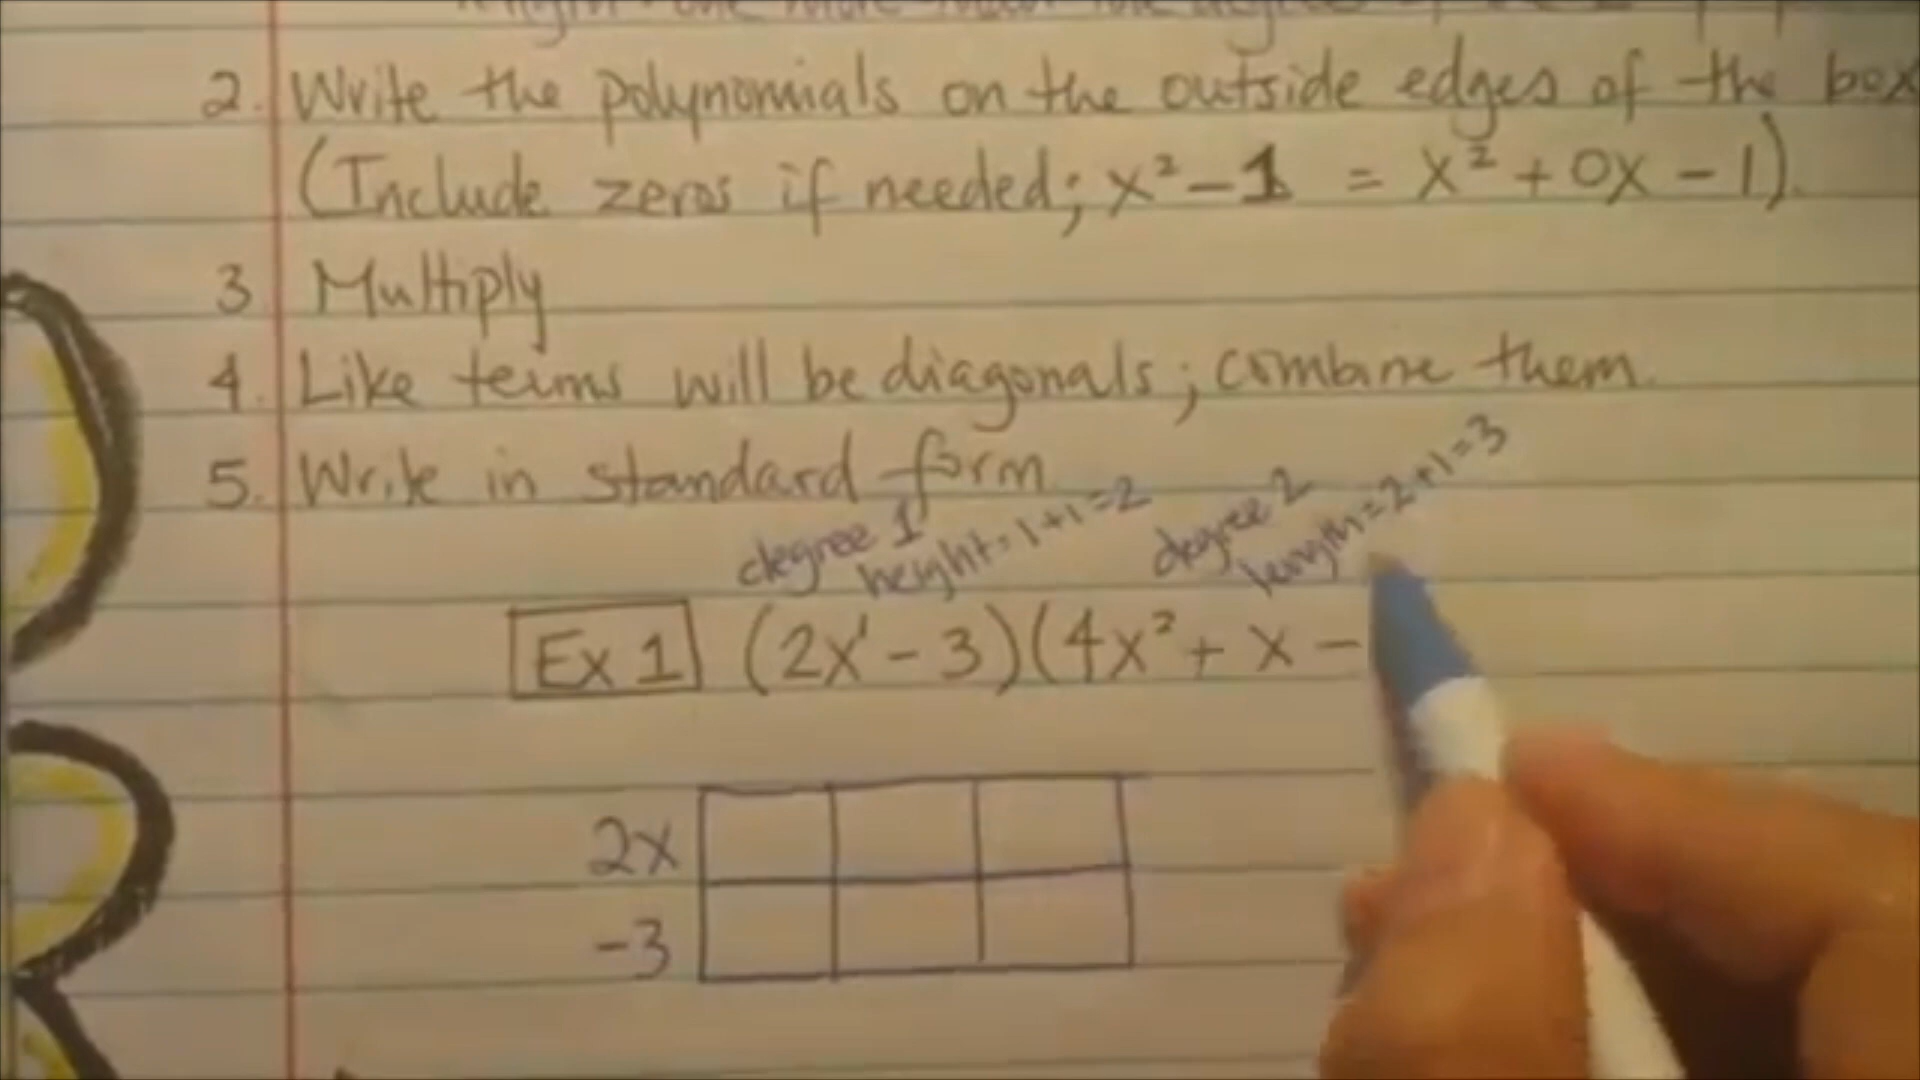 2. Write the polynomials on the outside edges of the box
(Include zeros if needed; x² - 1 = x² + 0x - 1).
3 Multiply
4. Like terms will be diagonals; combine them
5. Write in standard form
degree 1
height = 1+1=2
degree 2
length = 2+1=3
Ex 1 (2x¹ - 3)(4x² + x -
2x
-3